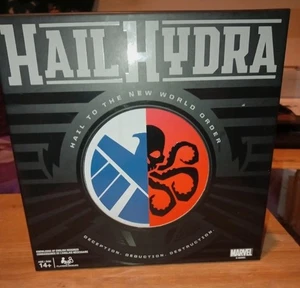 HAIL HYDRA
HAIL TO THE NEW WORLD ORDER.
DECEPTION. DEDUCTION. DESTRUCTION.
14+
MARVEL